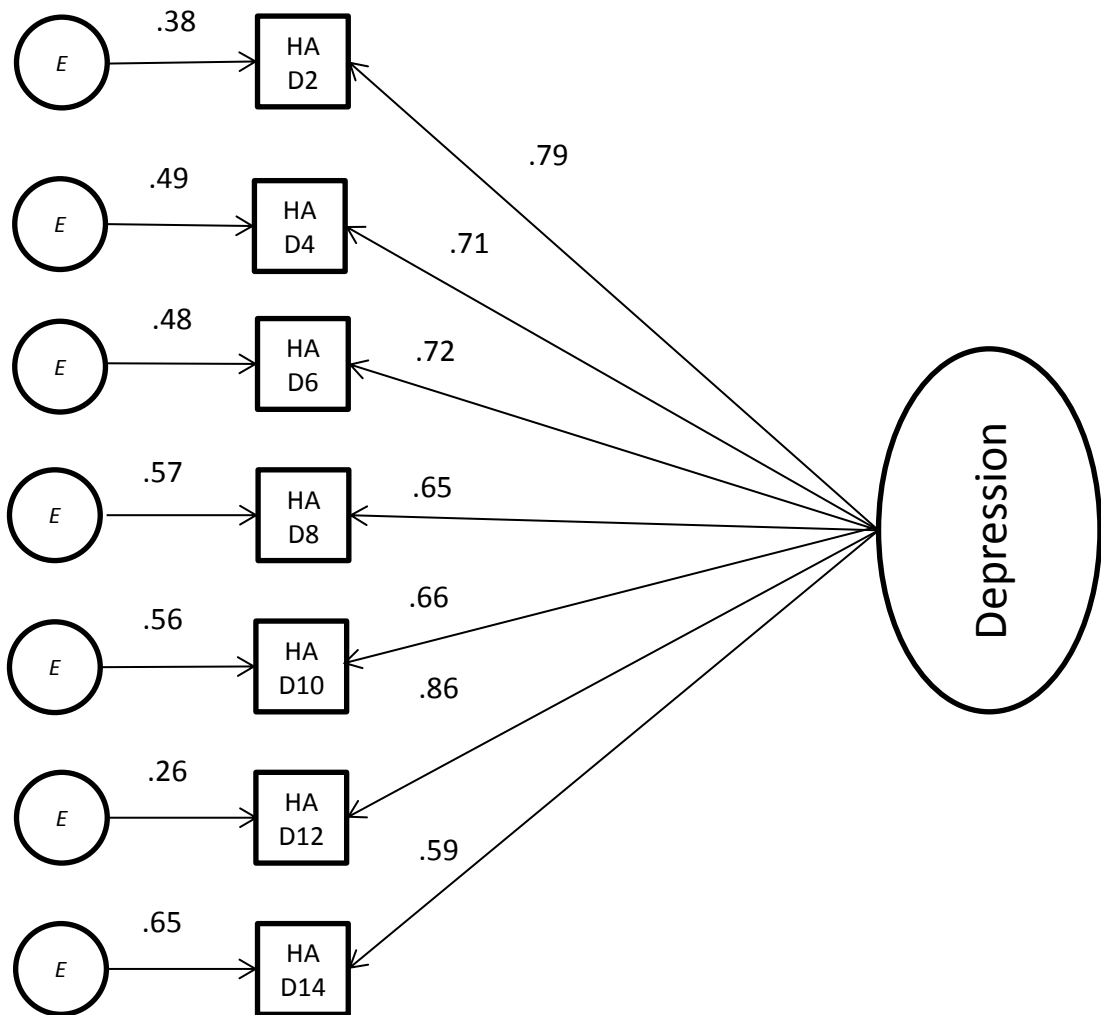 .38
E
HA
D2
.79
.49
E
HA
D4
.71
.48
E
HA
D6
.72
.57
E
HA
D8
.65
Depression
.56
E
HA
D10
.66
.86
.26
E
HA
D12
.59
.65
E
HA
D14